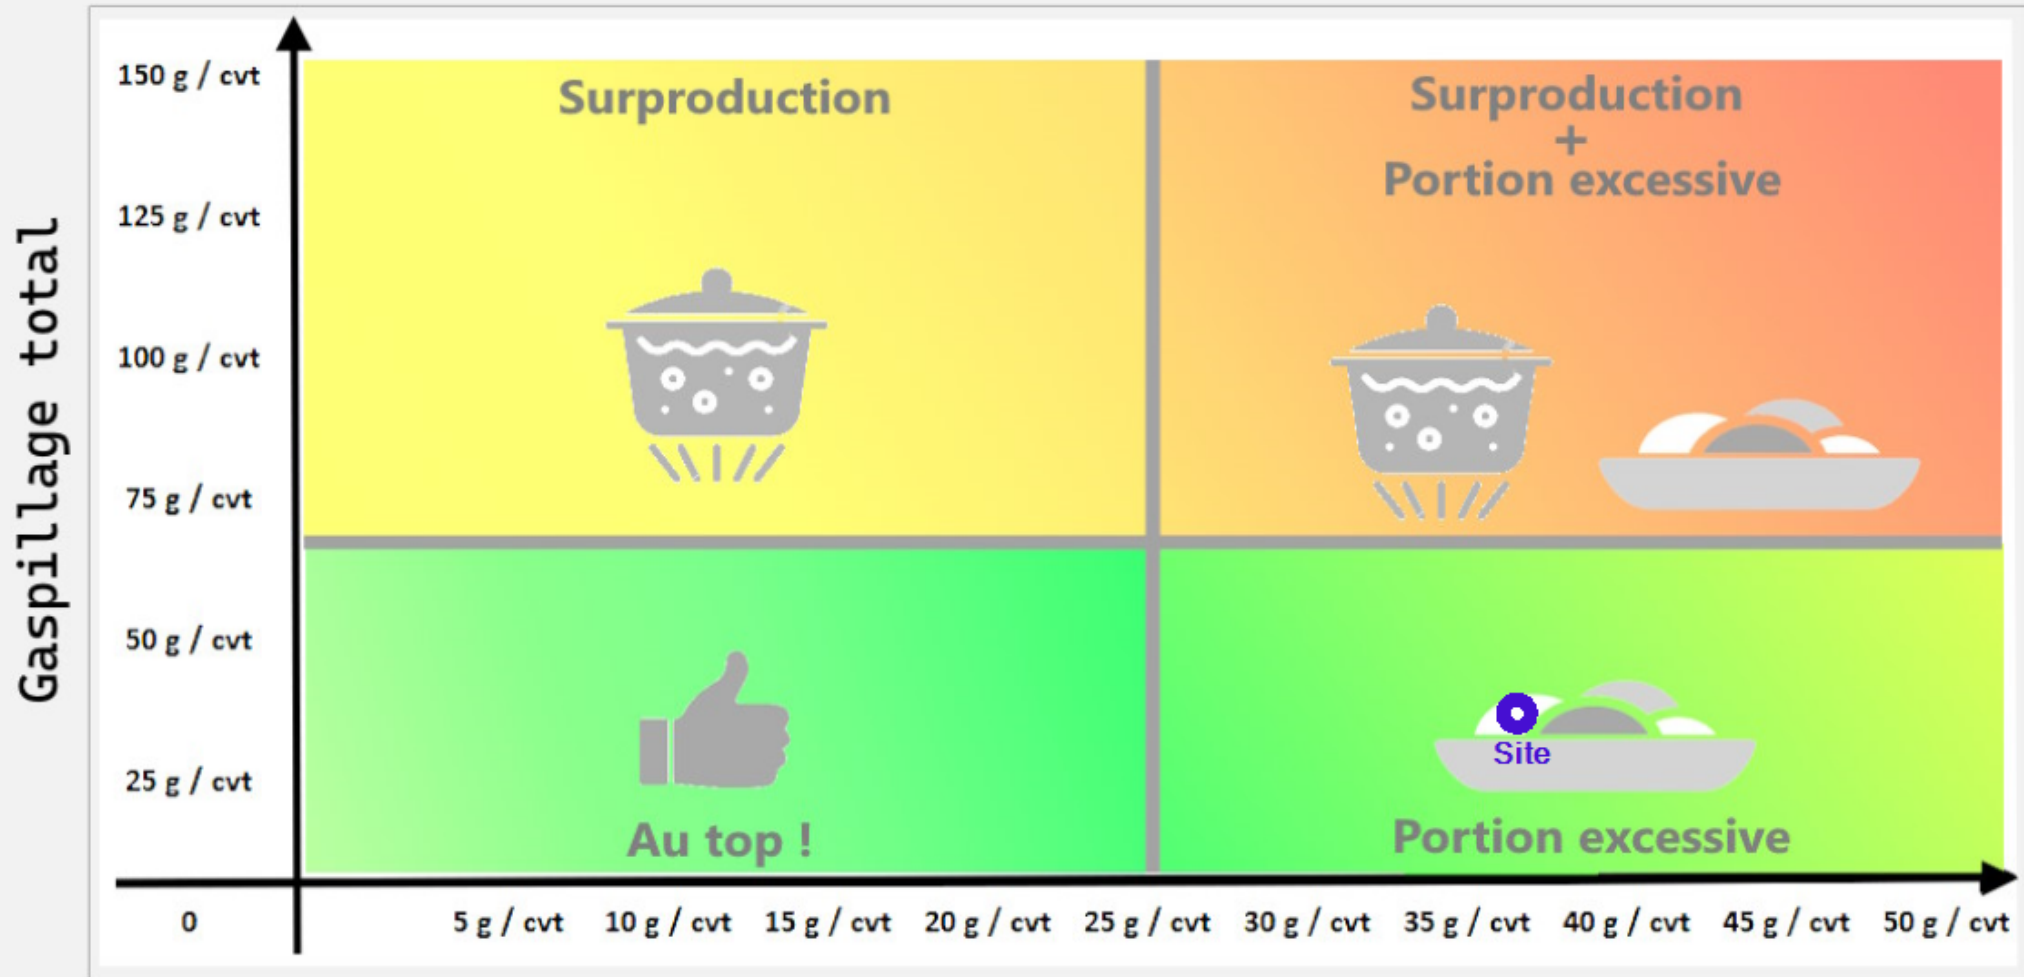 Gaspillage total
150 g / cvt
125 g / cvt
100 g / cvt
75 g / cvt
50 g / cvt
25 g / cvt
Surproduction
Surproduction
+
Portion excessive
Au top !
Site
Portion excessive
0
5 g / cvt
10 g / cvt
15 g / cvt
20 g / cvt
25 g / cvt
30 g / cvt
35 g / cvt
40 g / cvt
45 g / cvt
50 g / cvt